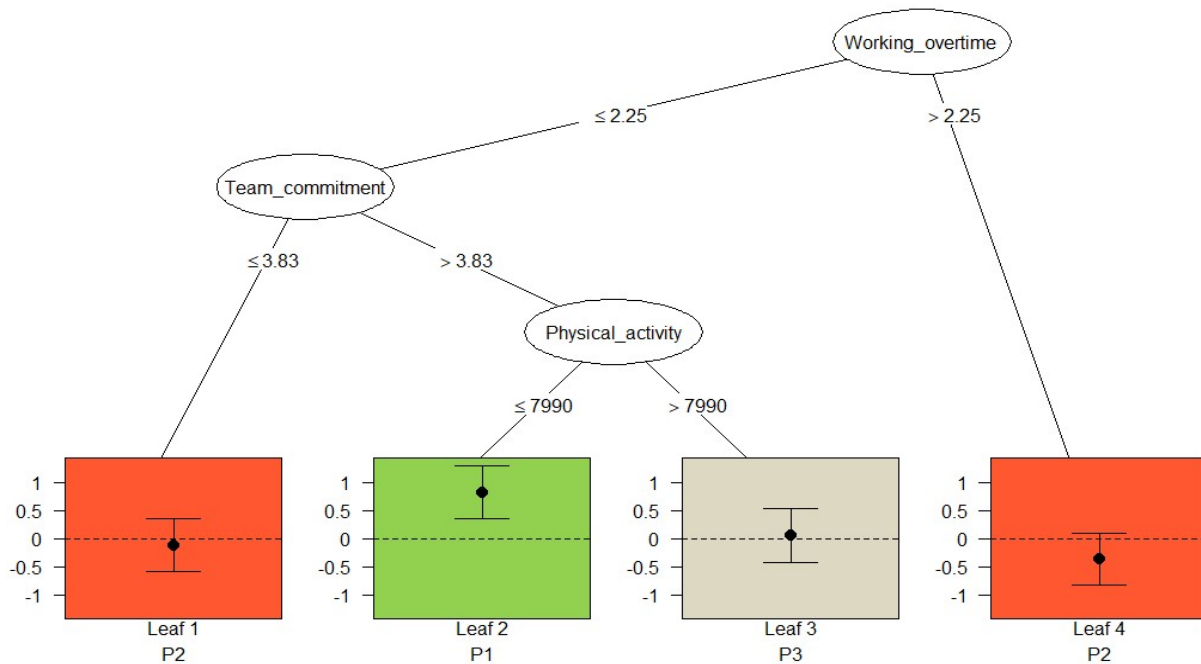 Working_overtime
≤ 2.25
> 2.25
Team_commitment
≤ 3.83
> 3.83
Physical_activity
≤ 7990
> 7990
1
0.5
0
-0.5
-1
Leaf 1
P2
1
0.5
0
-0.5
-1
Leaf 2
P1
1
0.5
0
-0.5
-1
Leaf 3
P3
1
0.5
0
-0.5
-1
Leaf 4
P2